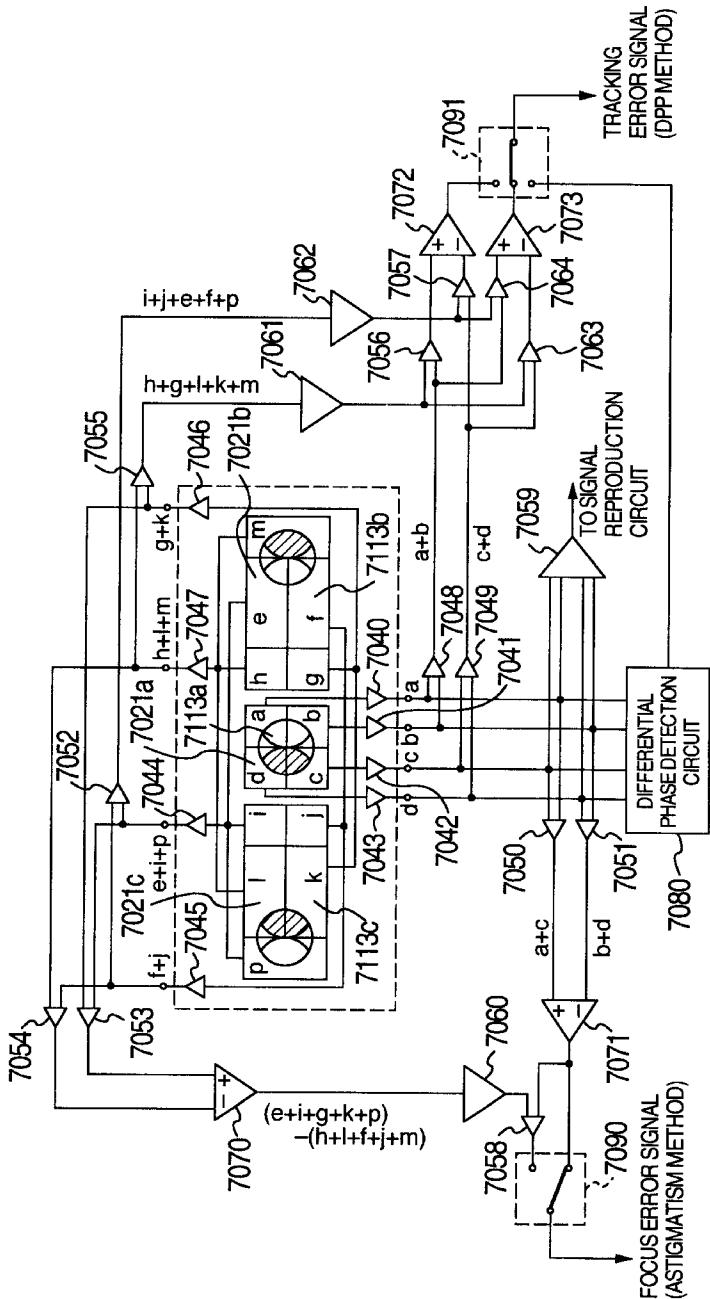 7054
7053
7052
7055
i+j+e+f+p
h+g+l+k+m
f+j
e+i+p
h+l+m
g+k
7045
7044
7047
7046
7021c
7021a
7113a
7021b
7061
7062
p
l
i
k
j
d
a
c
b
h
e
m
g
f
7113c
7113b
7070
− +
(e+i+g+k+p)
−(h+l+f+j+m)
7043
7042
7041
7040
d
c
b
a
a+b
c+d
7048
7049
7056
7057
7072
+
−
7091
7063
7064
7073
+
−
TRACKING
ERROR SIGNAL
(DPP METHOD)
7060
7058
7090
7071
+
−
a+c
b+d
7050
7051
7059
TO SIGNAL
REPRODUCTION
CIRCUIT
7080
DIFFERENTIAL
PHASE DETECTION
CIRCUIT
FOCUS ERROR SIGNAL
(ASTIGMATISM METHOD)